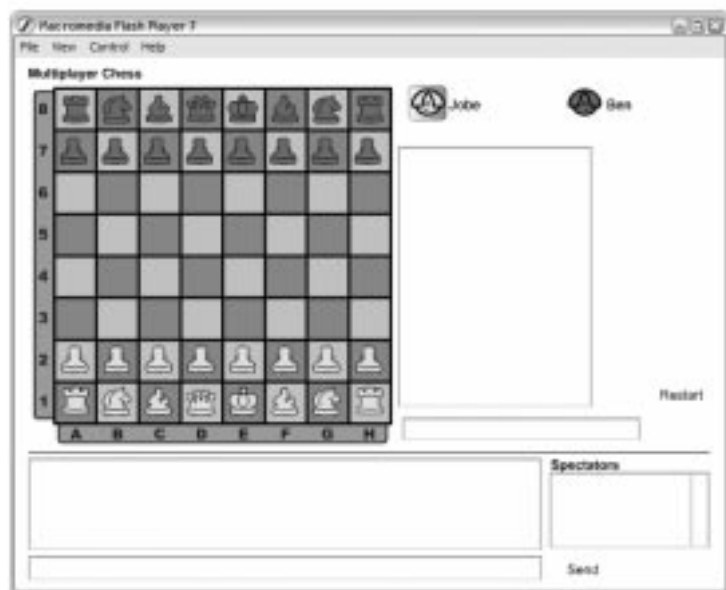 Macromedia Flash Player 7
File View Control Help
Multiplayer Chess
Jobe
Ben
8
7
6
5
4
3
2
1
A B C D E F G H
Restart
Spectators
Send